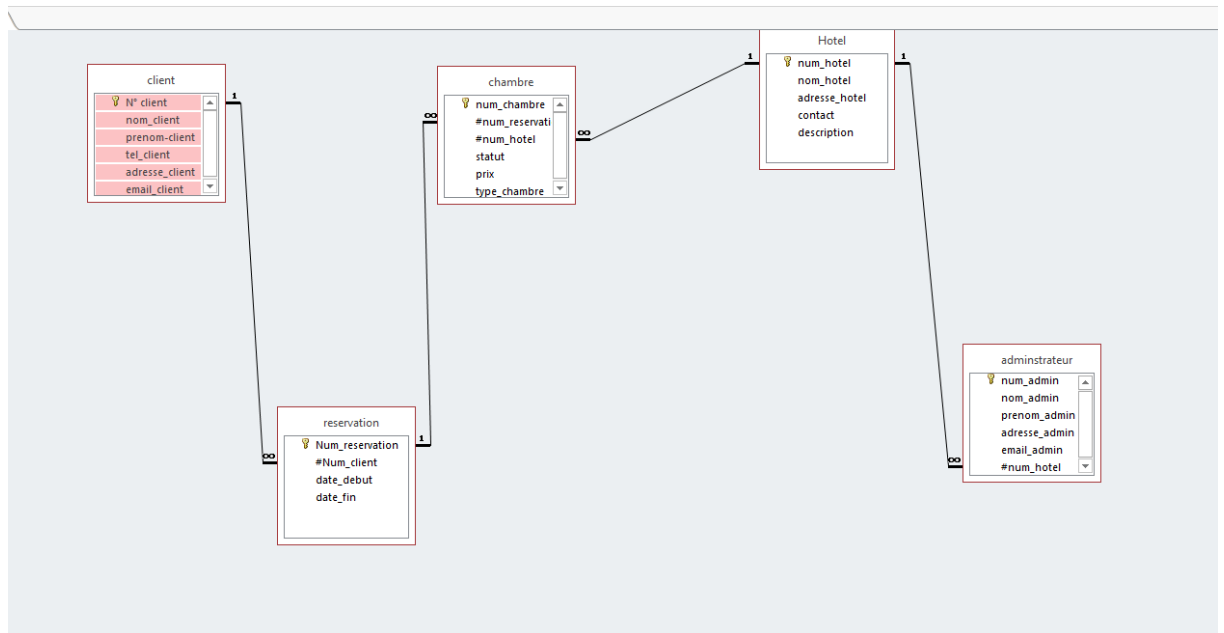 client
N° client
nom_client
prenom-client
tel_client
adresse_client
email_client
1
∞
reservation
Num_reservation
#Num_client
date_debut
date_fin
1
∞
chambre
num_chambre
#num_reservati
#num_hotel
statut
prix
type_chambre
∞
1
Hotel
num_hotel
nom_hotel
adresse_hotel
contact
description
1
∞
adminstrateur
num_admin
nom_admin
prenom_admin
adresse_admin
email_admin
#num_hotel